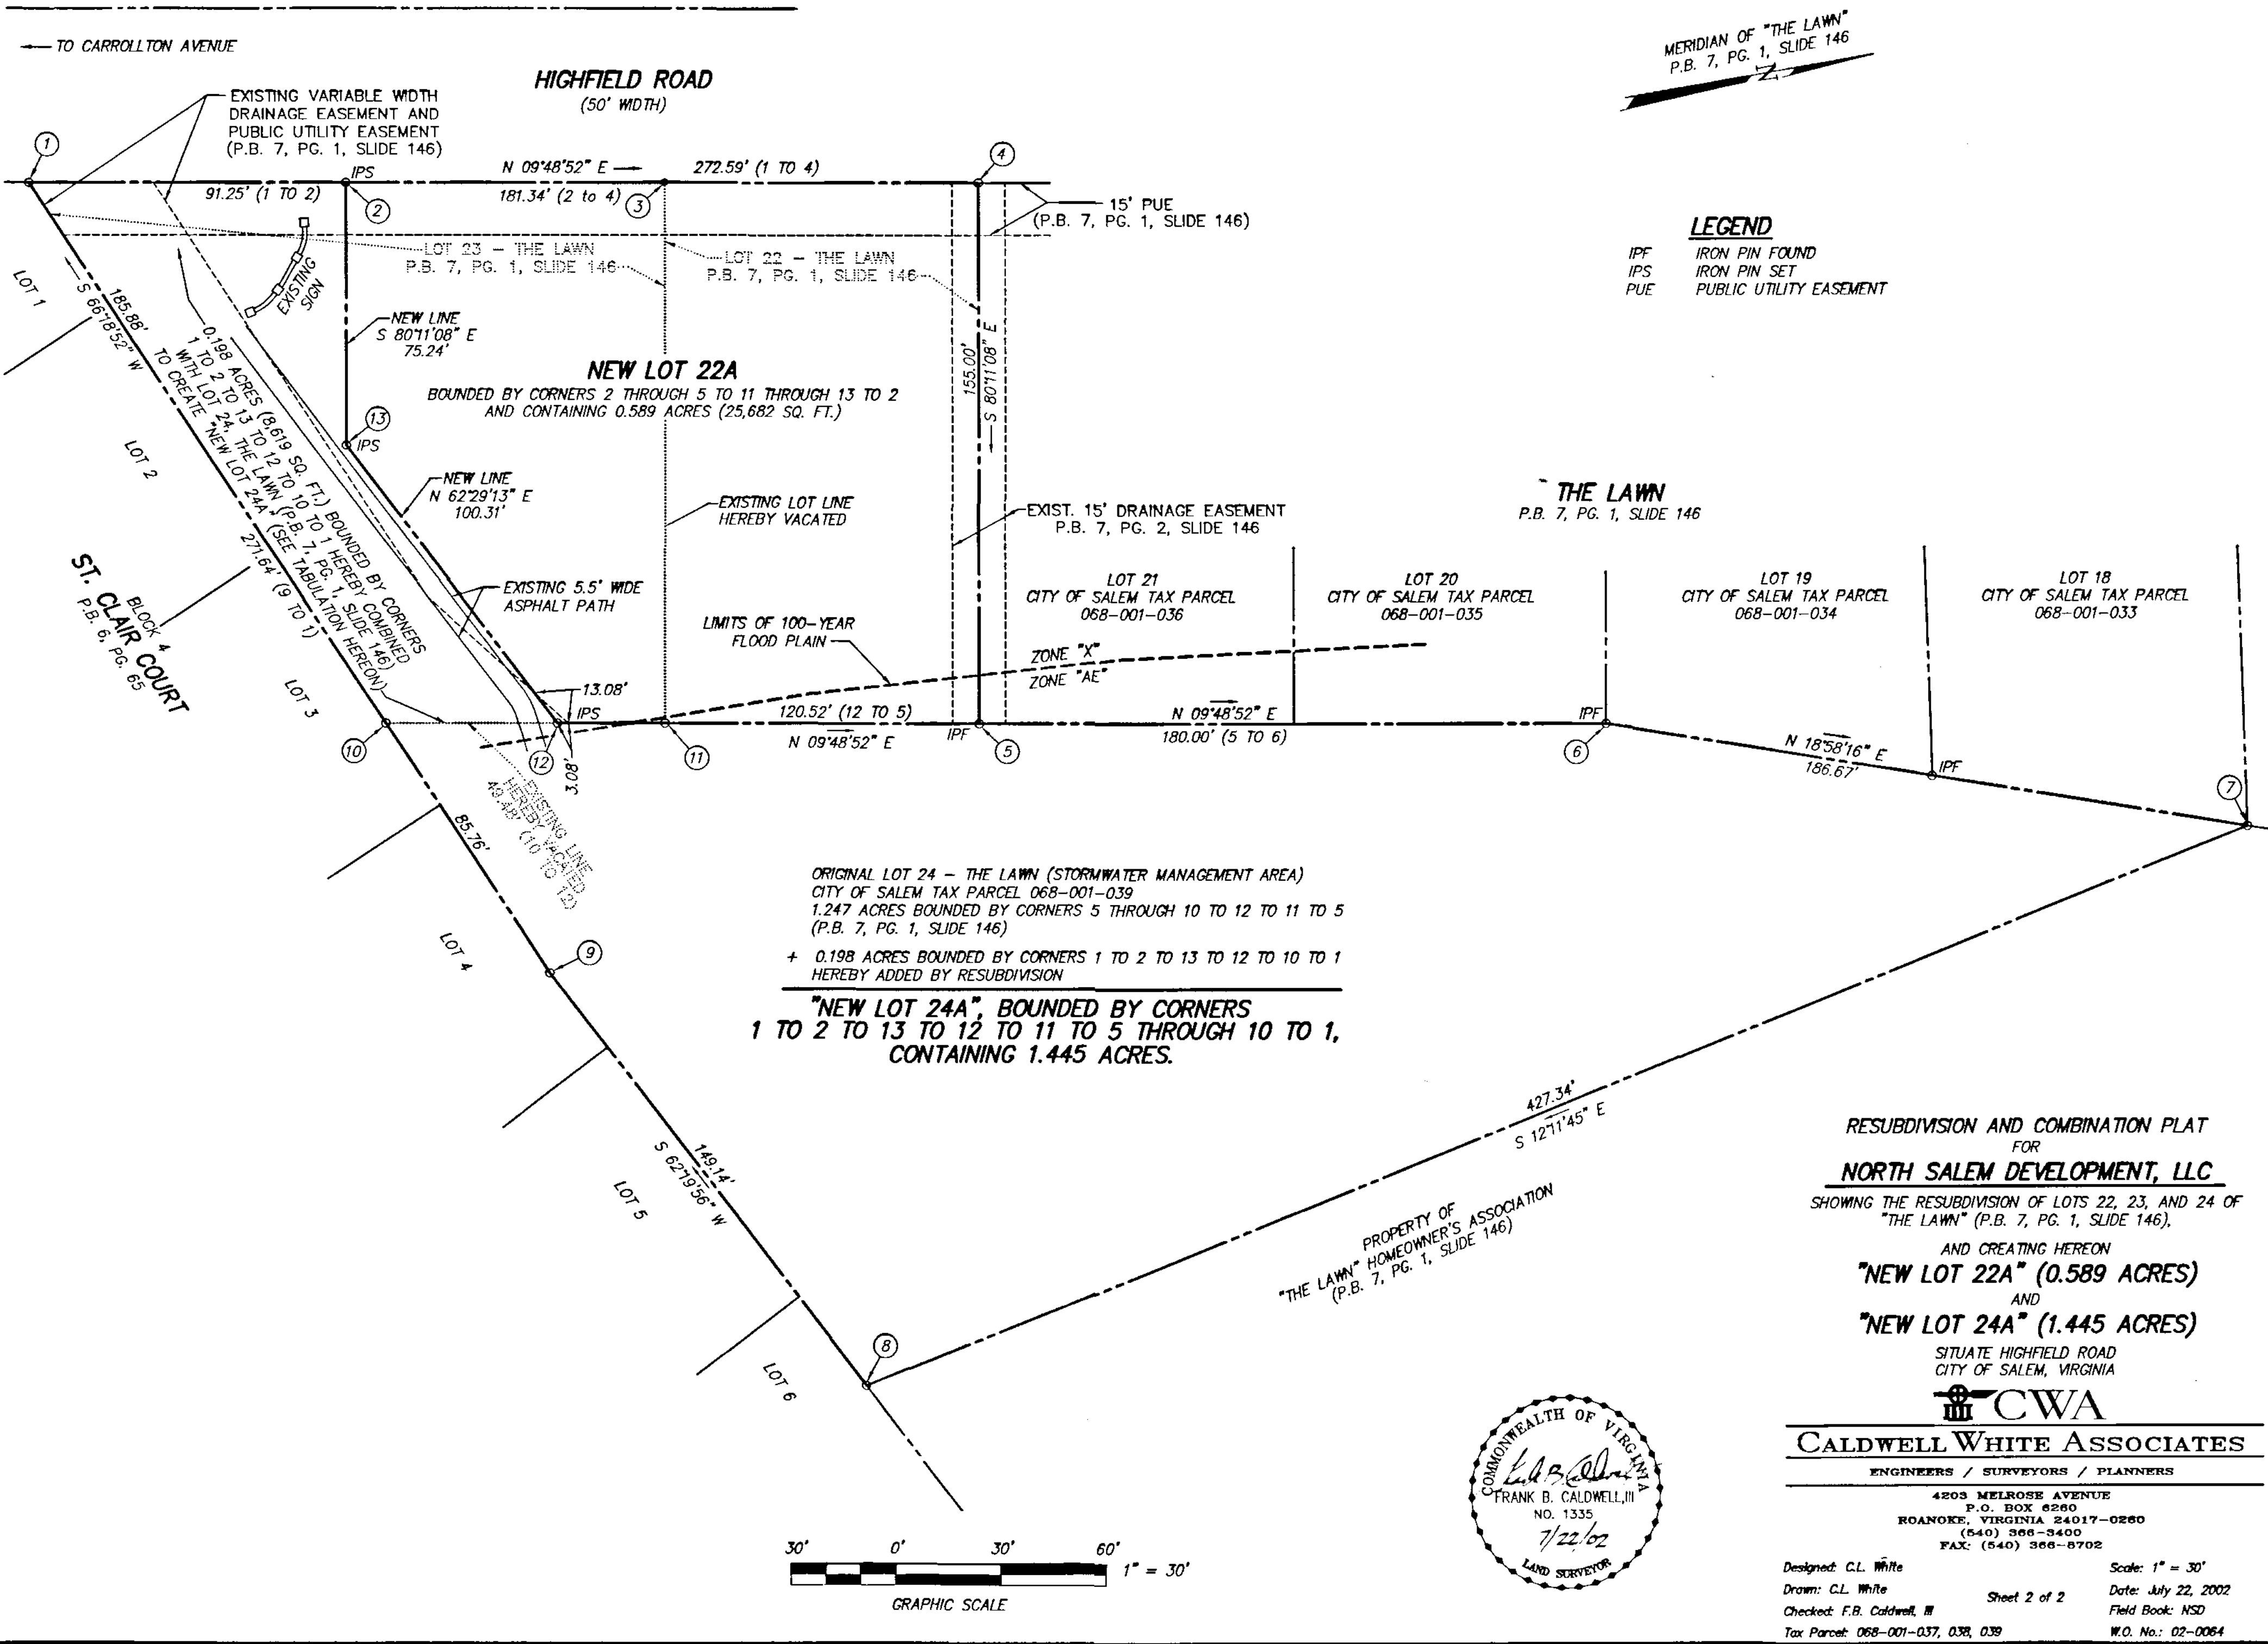 TO CARROLLTON AVENUE
HIGHFIELD ROAD
(50' WIDTH)
MERIDIAN OF "THE LAWN"
P.B. 7, PG. 1, SLIDE 146
N
EXISTING VARIABLE WIDTH
DRAINAGE EASEMENT AND
PUBLIC UTILITY EASEMENT
(P.B. 7, PG. 1, SLIDE 146)
1
IPS
N 09°48'52" E
272.59' (1 TO 4)
4
91.25' (1 TO 2)
2
181.34' (2 to 4)
3
15' PUE
(P.B. 7, PG. 1, SLIDE 146)
LOT 23 - THE LAWN
P.B. 7, PG. 1, SLIDE 146
LOT 22 - THE LAWN
P.B. 7, PG. 1, SLIDE 146
EXISTING
SIGN
LEGEND
IPF IRON PIN FOUND
IPS IRON PIN SET
PUE PUBLIC UTILITY EASEMENT
LOT 1
185.88'
S 66°18'52" W
NEW LINE
S 80°11'08" E
75.24'
155.00'
S 80°11'08" E
NEW LOT 22A
BOUNDED BY CORNERS 2 THROUGH 5 TO 11 THROUGH 13 TO 2
AND CONTAINING 0.589 ACRES (25,682 SQ. FT.)
0.198 ACRES (8,619 SQ. FT.) BOUNDED BY CORNERS
1 TO 2 TO 13 TO 12 TO 10 TO 1 HEREBY COMBINED
WITH LOT 24, THE LAWN (P.B. 7, PG. 1, SLIDE 146)
TO CREATE "NEW LOT 24A" (SEE TABULATION HEREON)
13
IPS
LOT 2
NEW LINE
N 62°29'13" E
100.31'
EXISTING LOT LINE
HEREBY VACATED
EXIST. 15' DRAINAGE EASEMENT
P.B. 7, PG. 2, SLIDE 146
THE LAWN
P.B. 7, PG. 1, SLIDE 146
271.64' (9 TO 1)
BLOCK 4
ST. CLAIR COURT
P.B. 6, PG. 65
EXISTING 5.5' WIDE
ASPHALT PATH
LOT 21
CITY OF SALEM TAX PARCEL
068-001-036
LOT 20
CITY OF SALEM TAX PARCEL
068-001-035
LOT 19
CITY OF SALEM TAX PARCEL
068-001-034
LOT 18
CITY OF SALEM TAX PARCEL
068-001-033
LIMITS OF 100-YEAR
FLOOD PLAIN
ZONE "X"
ZONE "AE"
LOT 3
13.08'
IPS
120.52' (12 TO 5)
N 09°48'52" E
IPF
5
N 09°48'52" E
180.00' (5 TO 6)
IPF
6
N 18°58'16" E
186.67'
IPF
7
10
12
11
3.08'
EXISTING LINE
HEREBY VACATED
49.48' (10 TO 12)
85.76'
LOT 4
9
ORIGINAL LOT 24 - THE LAWN (STORMWATER MANAGEMENT AREA)
CITY OF SALEM TAX PARCEL 068-001-039
1.247 ACRES BOUNDED BY CORNERS 5 THROUGH 10 TO 12 TO 11 TO 5
(P.B. 7, PG. 1, SLIDE 146)
+ 0.198 ACRES BOUNDED BY CORNERS 1 TO 2 TO 13 TO 12 TO 10 TO 1
HEREBY ADDED BY RESUBDIVISION
"NEW LOT 24A", BOUNDED BY CORNERS
1 TO 2 TO 13 TO 12 TO 11 TO 5 THROUGH 10 TO 1,
CONTAINING 1.445 ACRES.
149.14'
S 62°19'56" W
LOT 5
427.34'
S 12°11'45" E
PROPERTY OF
"THE LAWN" HOMEOWNER'S ASSOCIATION
(P.B. 7, PG. 1, SLIDE 146)
8
LOT 6
RESUBDIVISION AND COMBINATION PLAT
FOR
NORTH SALEM DEVELOPMENT, LLC
SHOWING THE RESUBDIVISION OF LOTS 22, 23, AND 24 OF
"THE LAWN" (P.B. 7, PG. 1, SLIDE 146),
AND CREATING HEREON
"NEW LOT 22A" (0.589 ACRES)
AND
"NEW LOT 24A" (1.445 ACRES)
SITUATE HIGHFIELD ROAD
CITY OF SALEM, VIRGINIA
CWA
CALDWELL WHITE ASSOCIATES
ENGINEERS / SURVEYORS / PLANNERS
4203 MELROSE AVENUE
P.O. BOX 6260
ROANOKE, VIRGINIA 24017-0260
(540) 366-3400
FAX: (540) 366-8702
Designed: C.L. White
Drawn: C.L. White
Checked: F.B. Caldwell, III
Tax Parcel: 068-001-037, 038, 039
Sheet 2 of 2
Scale: 1" = 30'
Date: July 22, 2002
Field Book: NSD
W.O. No.: 02-0064
COMMONWEALTH OF VIRGINIA
FRANK B. CALDWELL,III
NO. 1335
7/22/02
LAND SURVEYOR
30' 0' 30' 60'
1" = 30'
GRAPHIC SCALE